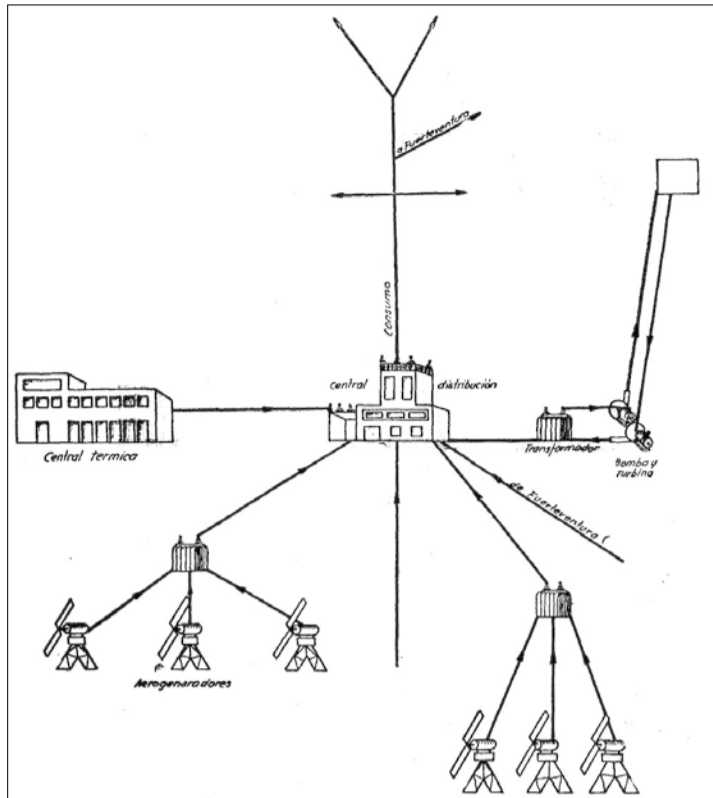 a Fuerteventura
Consumo
Central distribución
Central termica
Transformador
Bomba y
turbina
de Fuerteventura (
Aerogeneradores